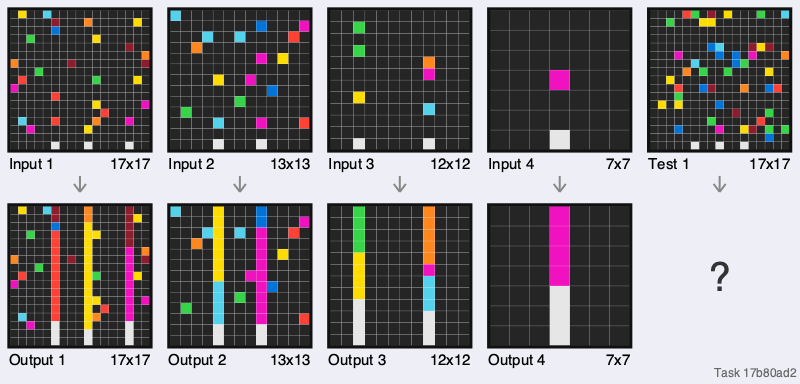 Input 1 17x17
Input 2 13x13
Input 3 12x12
Input 4 7x7
Test 1 17x17
?
Output 1 17x17
Output 2 13x13
Output 3 12x12
Output 4 7x7
Task 17b80ad2